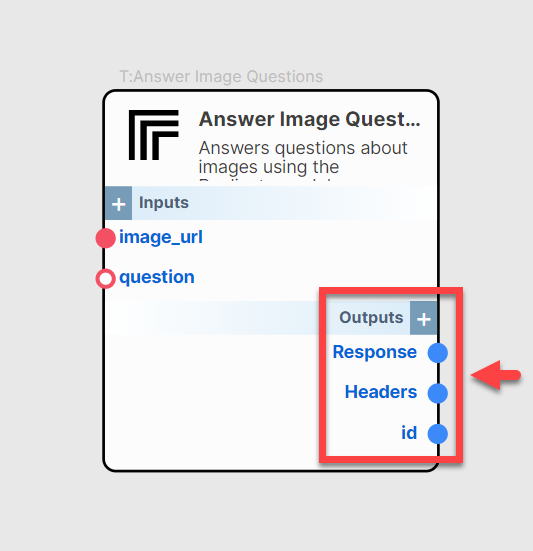 T:Answer Image Questions
Answer Image Quest...
Answers questions about
images using the
Inputs
image_url
question
Outputs
Response
Headers
id